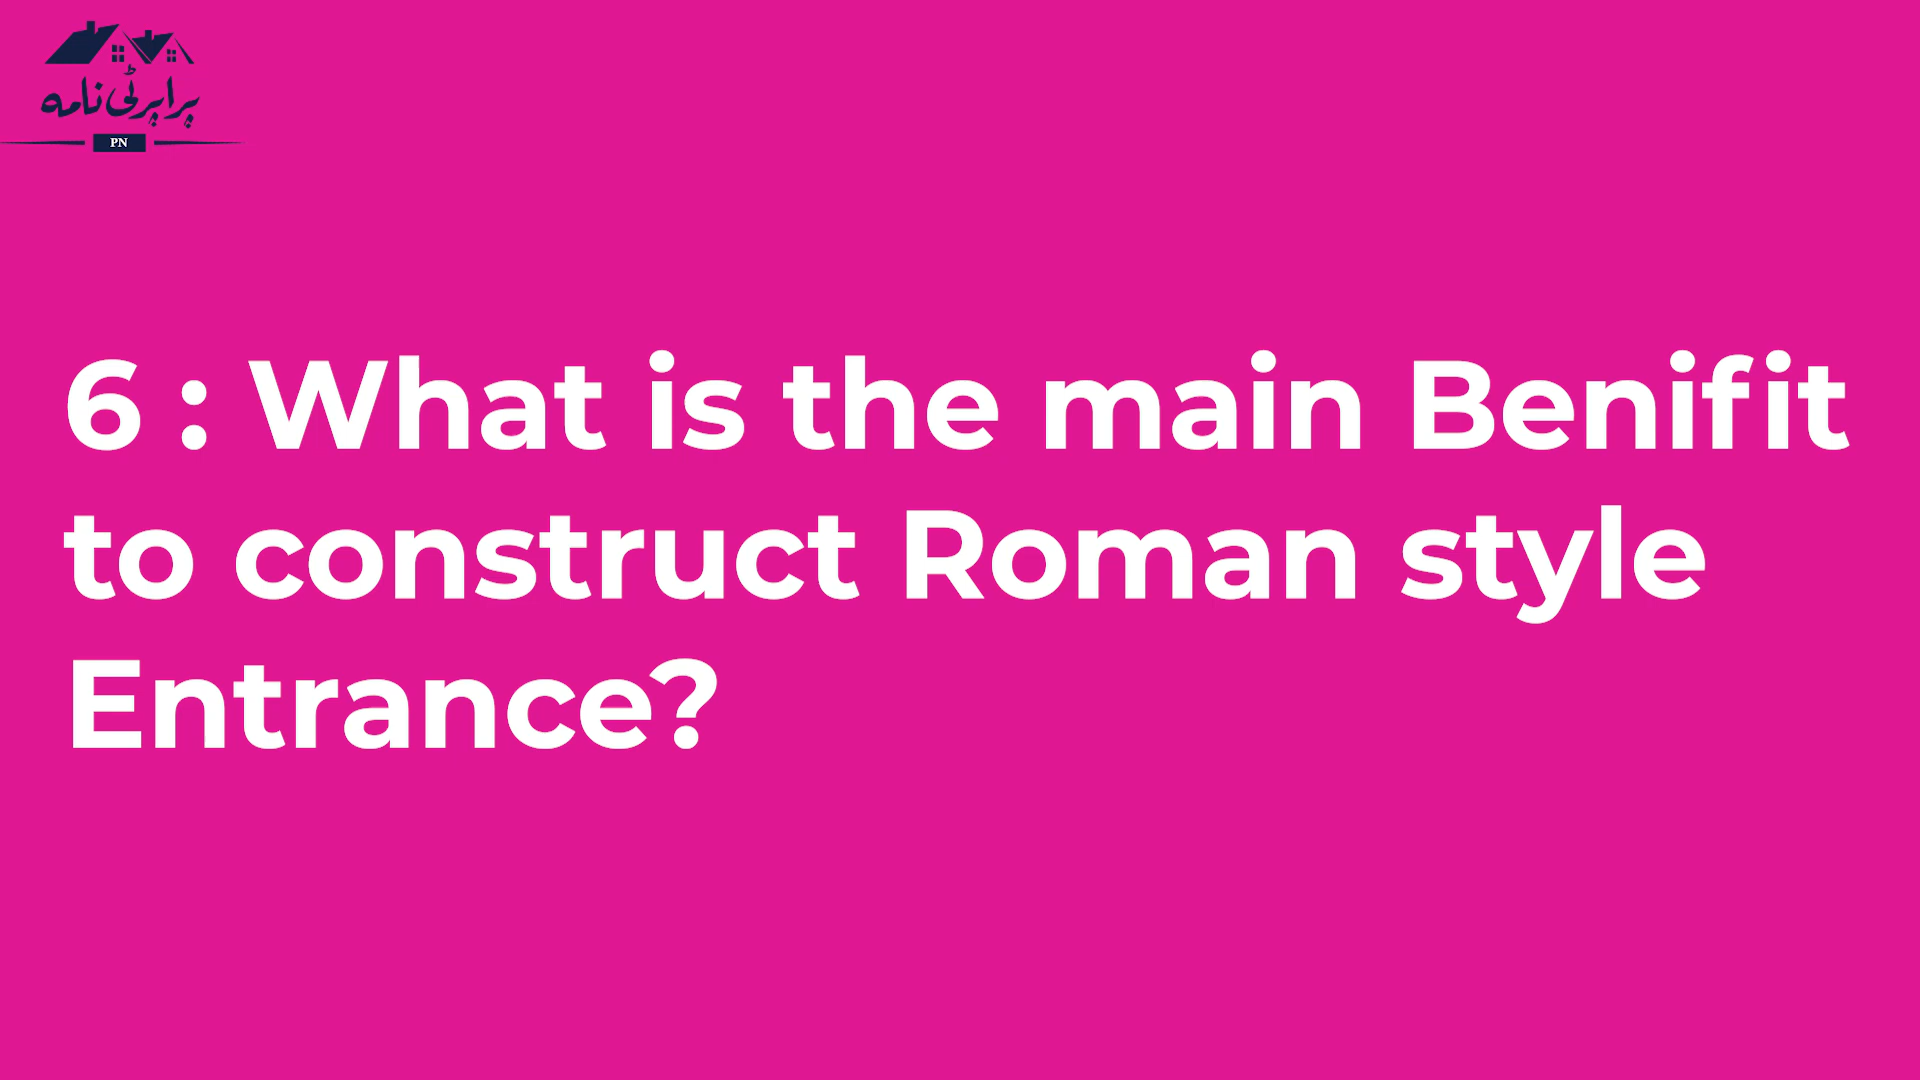 پراپرٹی نامہ
PN
6 : What is the main Benifit
to construct Roman style
Entrance?